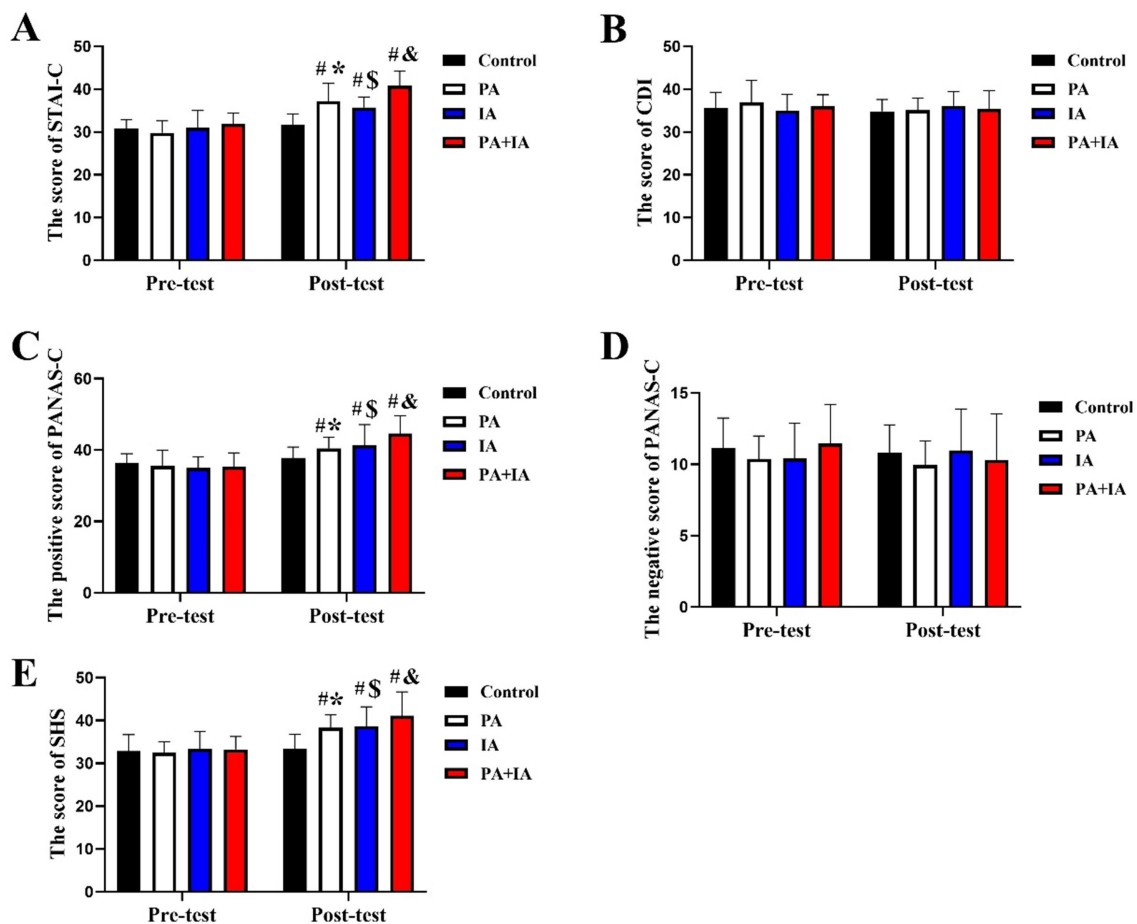 A
The score of STAI-C
50
40
30
20
10
0
#* #$ #&
Pre-test Post-test
Control
PA
IA
PA+IA
B
The score of CDI
50
40
30
20
10
0
Pre-test Post-test
Control
PA
IA
PA+IA
C
The positive score of PANAS-C
60
40
20
0
#* #$ #&
Pre-test Post-test
Control
PA
IA
PA+IA
D
The negative score of PANAS-C
15
10
5
0
Pre-test Post-test
Control
PA
IA
PA+IA
E
The score of SHS
50
40
30
20
10
0
#* #$ #&
Pre-test Post-test
Control
PA
IA
PA+IA